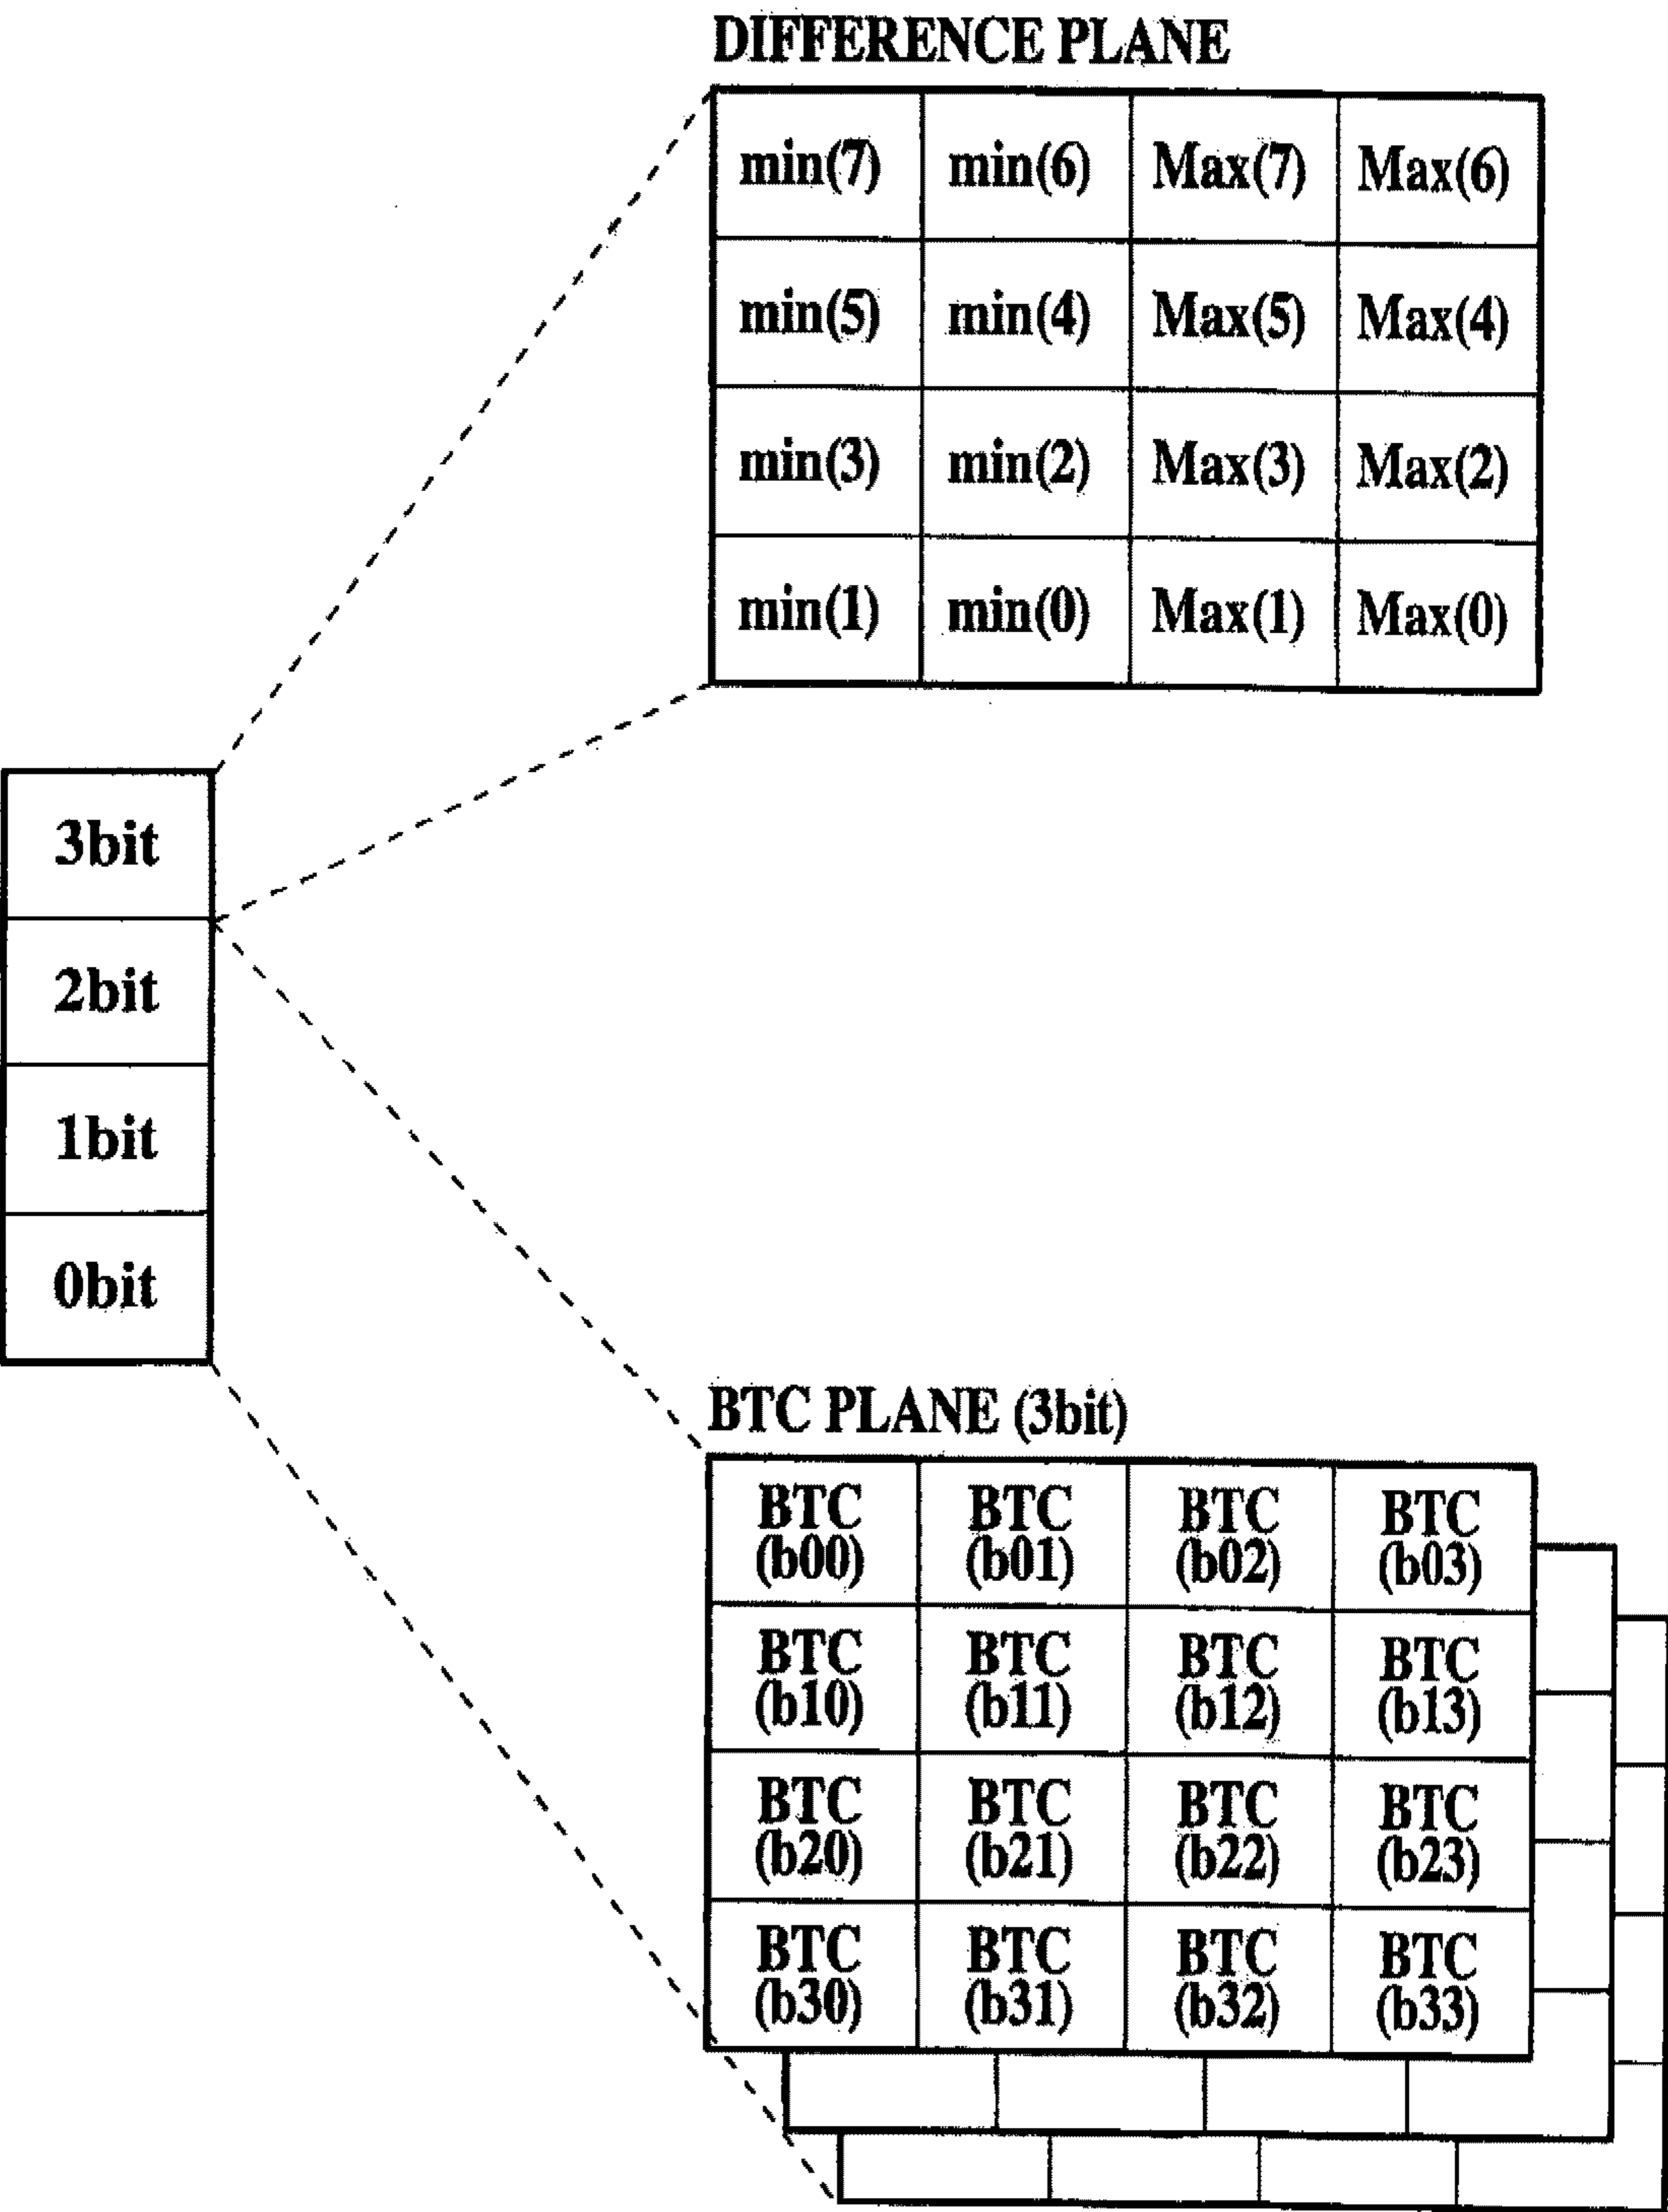 DIFFERENCE PLANE
min(7) min(6) Max(7) Max(6)
min(5) min(4) Max(5) Max(4)
min(3) min(2) Max(3) Max(2)
min(1) min(0) Max(1) Max(0)
3bit
2bit
1bit
0bit
BTC PLANE (3bit)
BTC BTC BTC BTC
(b00) (b01) (b02) (b03)
BTC BTC BTC BTC
(b10) (b11) (b12) (b13)
BTC BTC BTC BTC
(b20) (b21) (b22) (b23)
BTC BTC BTC BTC
(b30) (b31) (b32) (b33)